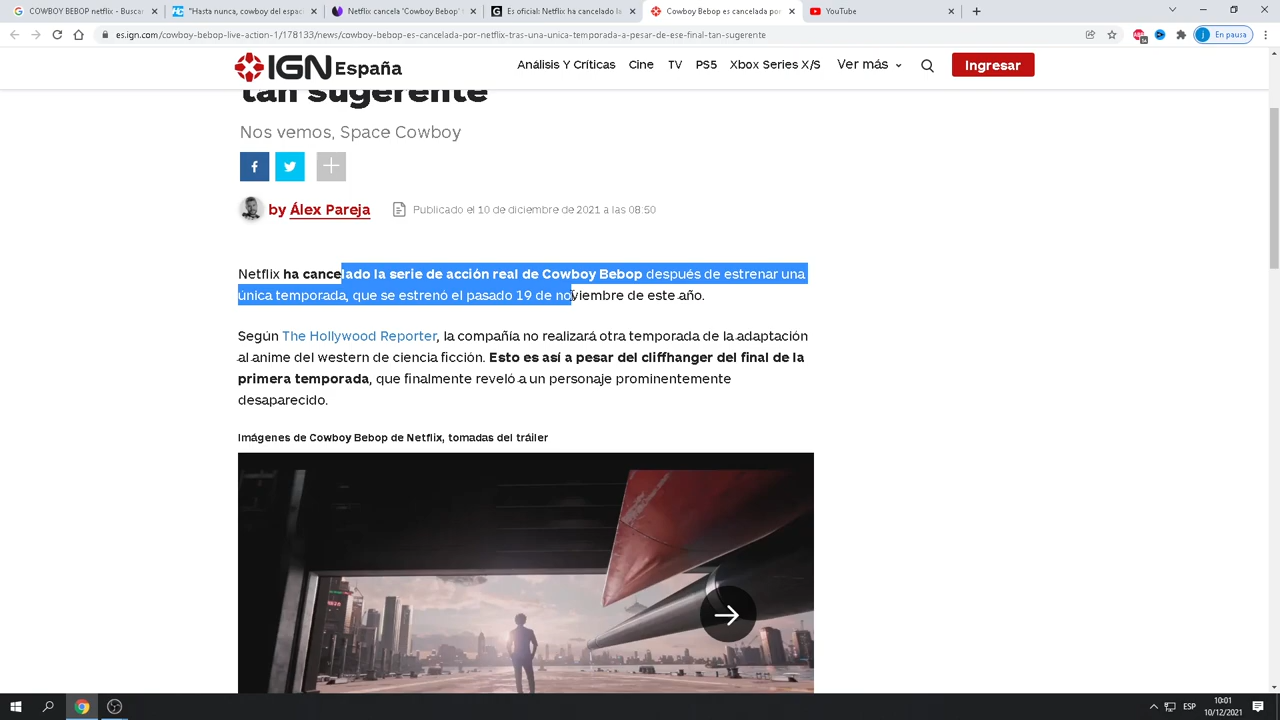 COWBOY BEBOP netflix - Buscar
"Hasta nunca, cowboy del espac
Netflix cancela 'Cowboy Bebop'
Es oficial: Netflix ha cancelado l
Cowboy Bebop es cancelada por
YouTube
es.ign.com/cowboy-bebop-live-action-1/178133/news/cowboy-bebop-es-cancelada-por-netflix-tras-una-unica-temporada-a-pesar-de-ese-final-tan-sugerente
En pausa
IGN España
Análisis Y Críticas Cine TV PS5 Xbox Series X/S Ver más
Ingresar
tan sugerente
Nos vemos, Space Cowboy
by Álex Pareja
Publicado el 10 de diciembre de 2021 a las 08:50
Netflix ha cancelado la serie de acción real de Cowboy Bebop después de estrenar una
única temporada, que se estrenó el pasado 19 de noviembre de este año.
Según The Hollywood Reporter, la compañía no realizará otra temporada de la adaptación
al anime del western de ciencia ficción. Esto es así a pesar del cliffhanger del final de la
primera temporada, que finalmente reveló a un personaje prominentemente
desaparecido.
Imágenes de Cowboy Bebop de Netflix, tomadas del tráiler
ESP
10:01
10/12/2021